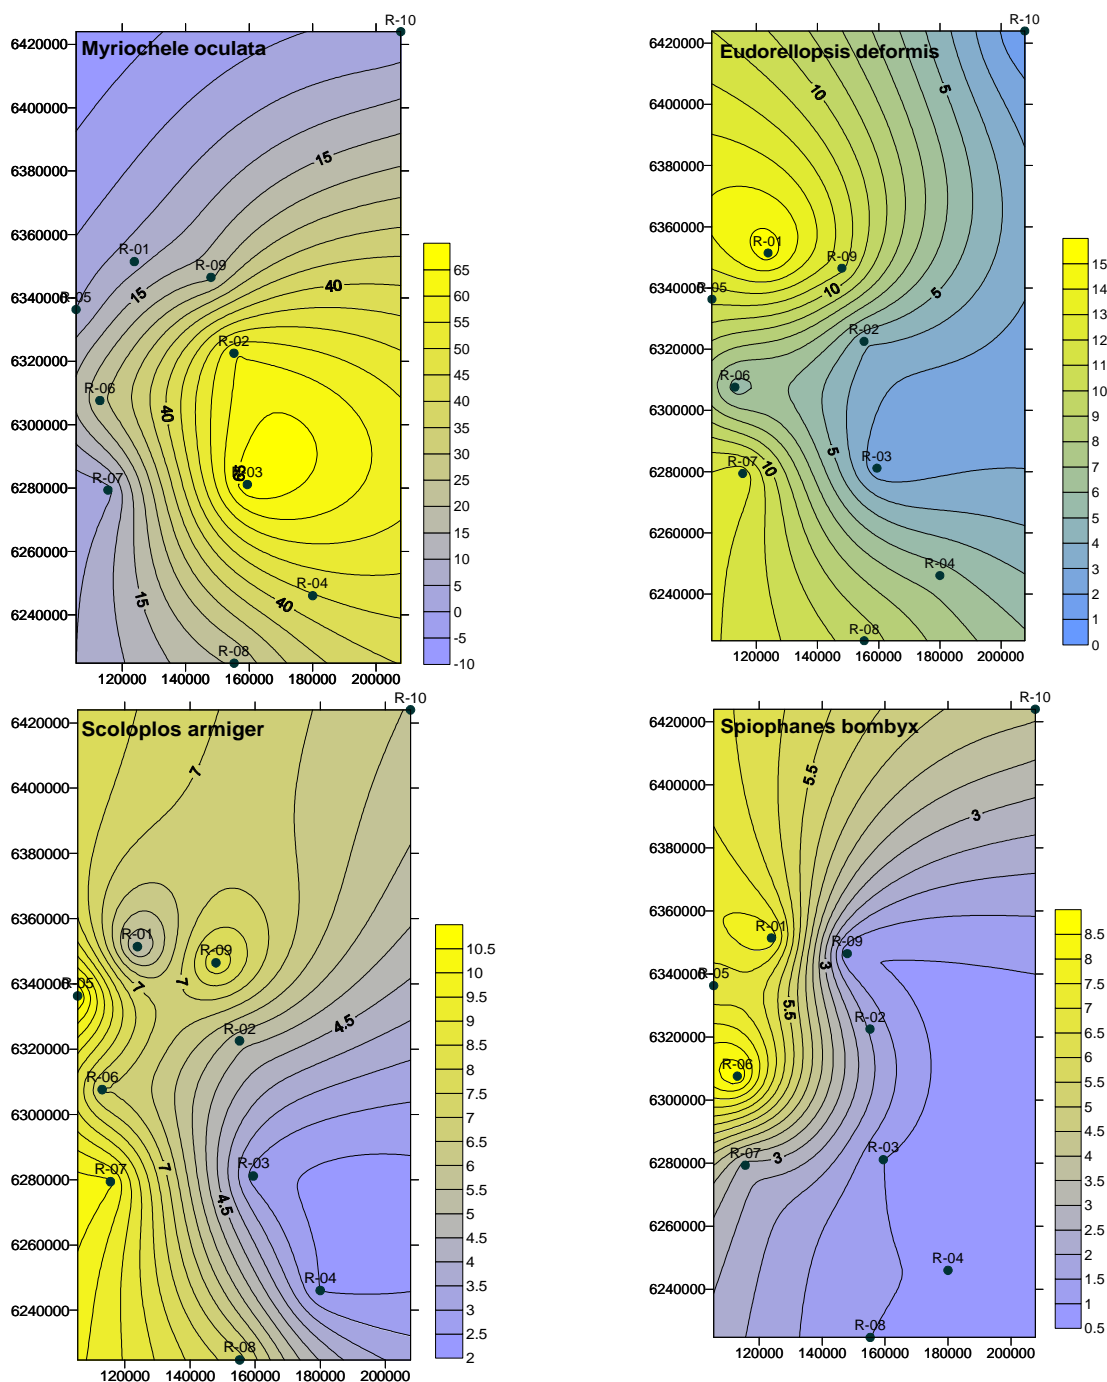 R-10
Myriochele oculata
6420000
6400000
6380000
6360000
6340000
6320000
6300000
6280000
6260000
6240000
15
R-01
R-09
R-05
15
40
R-02
R-06
40
65
R-03
R-07
R-04
40
15
R-08
120000 140000 160000 180000 200000
65
60
55
50
45
40
35
30
25
20
15
10
5
0
-5
-10
R-10
Eudorellopsis deformis
6420000
6400000
6380000
6360000
6340000
6320000
6300000
6280000
6260000
6240000
10
5
R-01
R-09
R-05
10
5
R-02
R-06
5
R-03
R-07
10
R-04
R-08
120000 140000 160000 180000 200000
15
14
13
12
11
10
9
8
7
6
5
4
3
2
1
0
R-10
Scoloplos armiger
6420000
6400000
6380000
6360000
6340000
6320000
6300000
6280000
6260000
6240000
7
R-01
R-09
R-05
7
7
4.5
R-02
R-06
7
R-03
R-07
4.5
R-04
R-08
120000 140000 160000 180000 200000
10.5
10
9.5
9
8.5
8
7.5
7
6.5
6
5.5
5
4.5
4
3.5
3
2.5
2
R-10
Spiophanes bombyx
6420000
6400000
6380000
6360000
6340000
6320000
6300000
6280000
6260000
6240000
5.5
3
R-01
R-09
3
R-05
5.5
R-02
R-06
R-03
R-07
3
R-04
R-08
120000 140000 160000 180000 200000
8.5
8
7.5
7
6.5
6
5.5
5
4.5
4
3.5
3
2.5
2
1.5
1
0.5